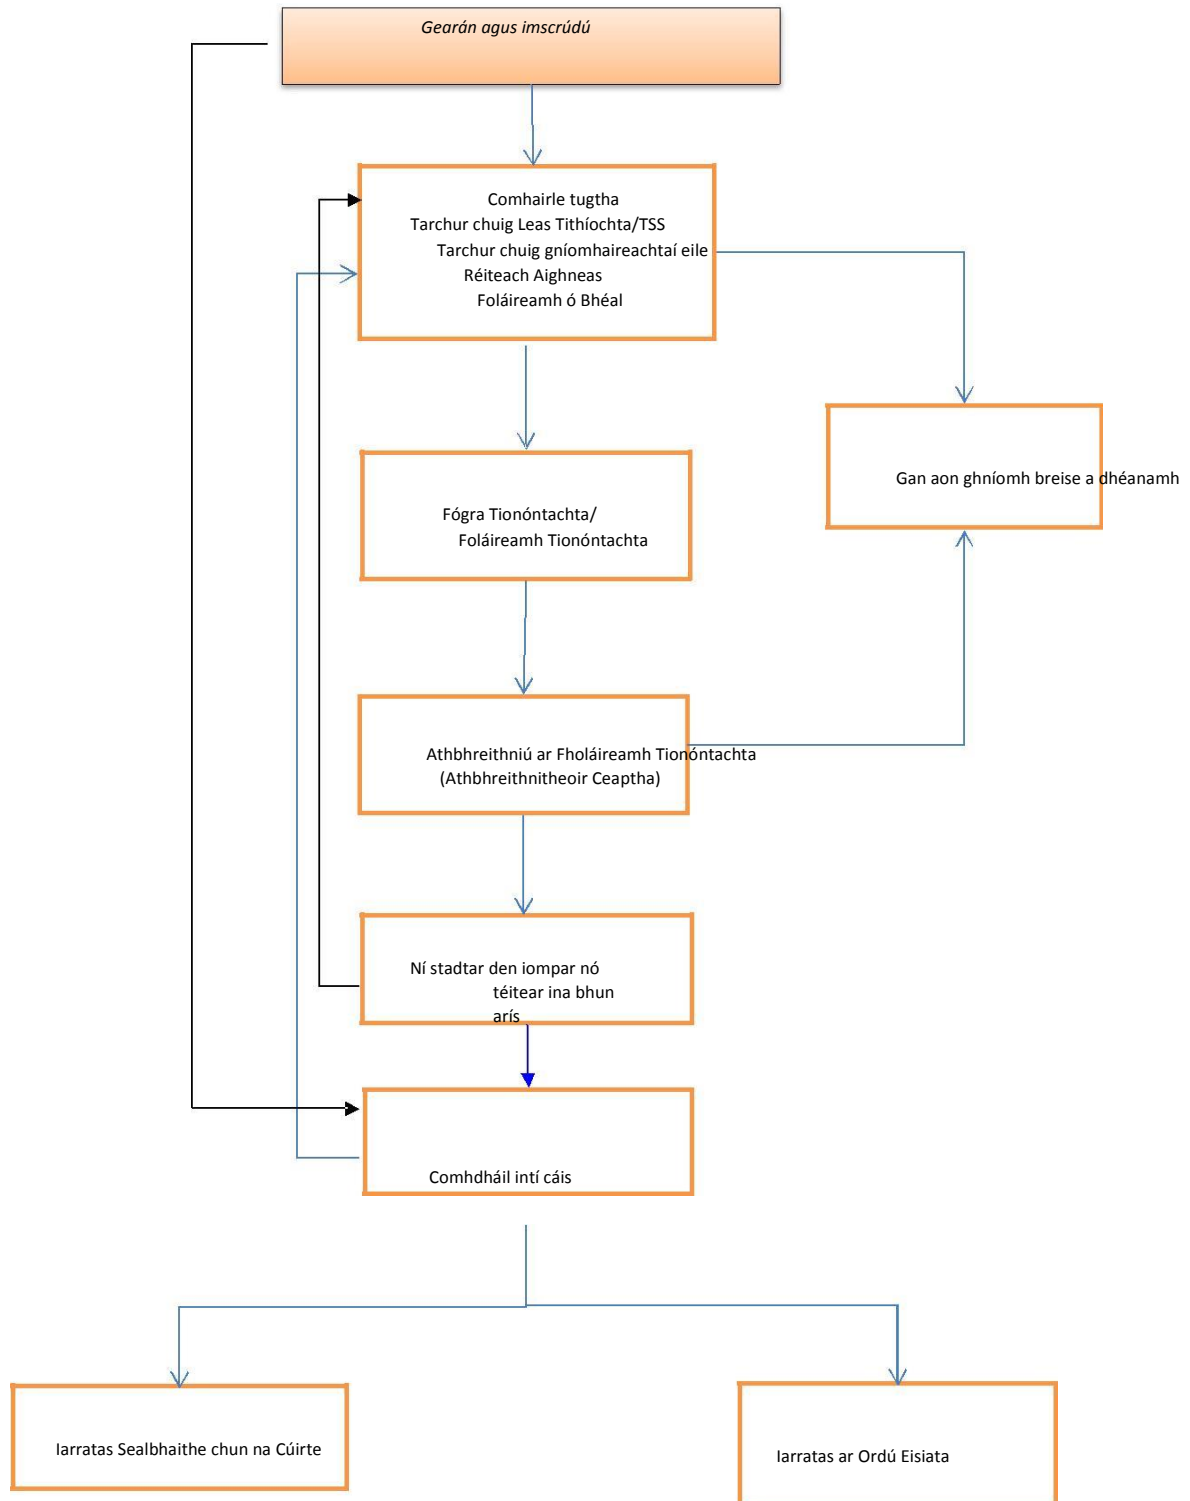 Gearán agus imscrúdú
Comhairle tugtha
Tarchur chuig Leas Tithíochta/TSS
Tarchur chuig gníomhaireachtaí eile
Réiteach Aighneas
Foláireamh ó Bhéal
Gan aon ghníomh breise a dhéanamh
Fógra Tionóntachta/
Foláireamh Tionóntachta
Athbhreithniú ar Fholáireamh Tionóntachta
(Athbhreithnitheoir Ceaptha)
Ní stadtar den iompar nó
téitear ina bhun
arís
Comhdháil intí cáis
Iarratas Sealbhaithe chun na Cúirte
Iarratas ar Ordú Eisiata